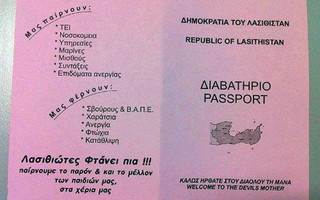 Μας παίρνουν:
* ΤΕΙ
* Νοσοκομεια
* Υπηρεσίες
* Μαρίνες
* Μισθούς
* Συντάξεις
* Επιδόματα ανεργίας
Μας φέρνουν:
* Σβούρους & Β.Α.Π.Ε.
* Χαράτσια
* Ανεργία
* Φτώχια
* Κατάθλιψη
Λασιθιώτες Φτάνει πια !!!
παίρνουμε το παρόν & και το μέλλον
των παιδιών μας,
στα χέρια μας
ΔΗΜΟΚΡΑΤΙΑ ΤΟΥ ΛΑΣΙΘΙΣΤΑΝ
REPUBLIC OF LASITHISTAN
ΔΙΑΒΑΤΗΡΙΟ
PASSPORT
ΚΑΛΩΣ ΗΡΘΑΤΕ ΣΤΟΥ ΔΙΑΟΛΟΥ ΤΗ ΜΑΝΑ
WELCOME TO THE DEVILS MOTHER